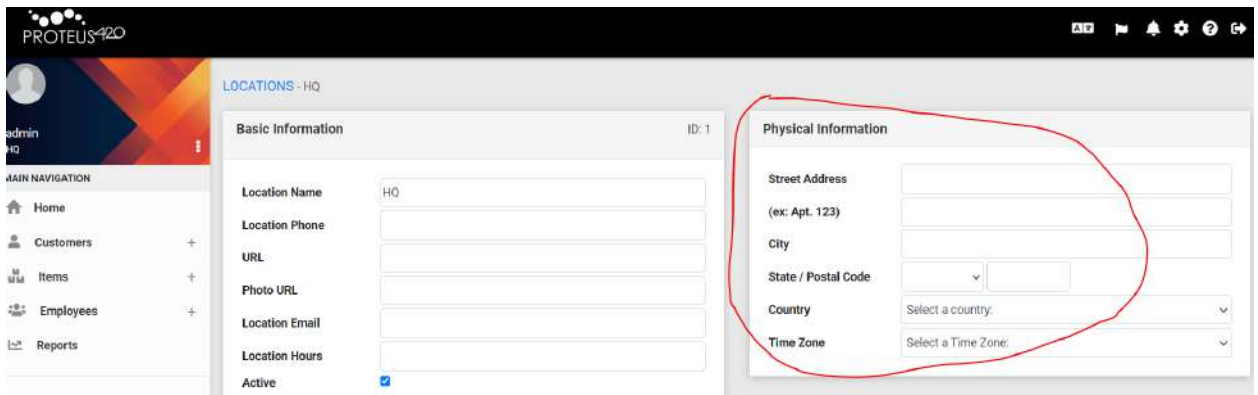 PROTEUS420
admin
HQ
MAIN NAVIGATION
Home
Customers +
Items +
Employees +
Reports
LOCATIONS - HQ
Basic Information ID: 1
Location Name HQ
Location Phone
URL
Photo URL
Location Email
Location Hours
Active
Physical Information
Street Address
(ex: Apt. 123)
City
State / Postal Code
Country Select a country:
Time Zone Select a Time Zone: